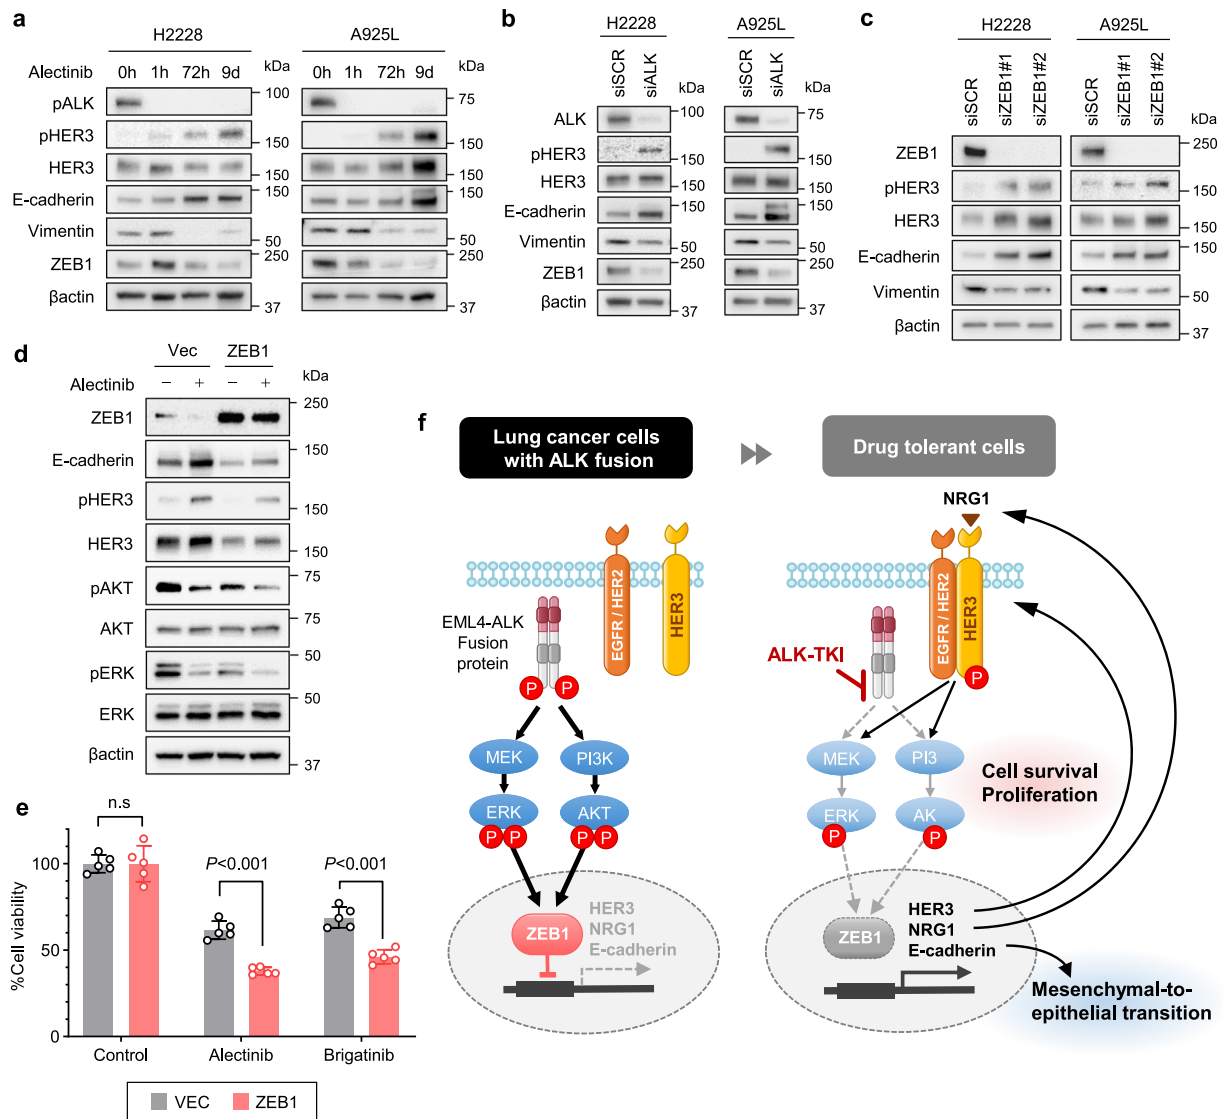 a
H2228
A925L
Alectinib 0h 1h 72h 9d kDa 0h 1h 72h 9d kDa
pALK 100 75
pHER3 150 150
HER3 150 150
E-cadherin 150 150
Vimentin 50 50
ZEB1 250 250
βactin 37 37
b
H2228
A925L
siSCR siALK kDa siSCR siALK kDa
ALK 100 75
pHER3 150 150
HER3 150 150
E-cadherin 150 150
Vimentin 50 50
ZEB1 250 250
βactin 37 37
c
H2228
A925L
siSCR siZEB1#1 siZEB1#2 siSCR siZEB1#1 siZEB1#2 kDa
ZEB1 250
pHER3 150
HER3 150
E-cadherin 150
Vimentin 50
βactin 37
d
Vec ZEB1
Alectinib − + − + kDa
ZEB1 250
E-cadherin 150
pHER3 150
HER3 150
pAKT 75
AKT 75
pERK 50
ERK 50
βactin 37
e
n.s
P<0.001
P<0.001
%Cell viability
100
50
0
Control Alectinib Brigatinib
VEC ZEB1
f
Lung cancer cells
with ALK fusion
EGFR / HER2
HER3
EML4-ALK
Fusion
protein
P P
MEK PI3K
ERK AKT
P P P P
ZEB1
HER3
NRG1
E-cadherin
Drug tolerant cells
NRG1
EGFR / HER2
HER3
ALK-TKI
P
MEK PI3
ERK AK
P P
Cell survival
Proliferation
ZEB1
HER3
NRG1
E-cadherin
Mesenchymal-to-
epithelial transition